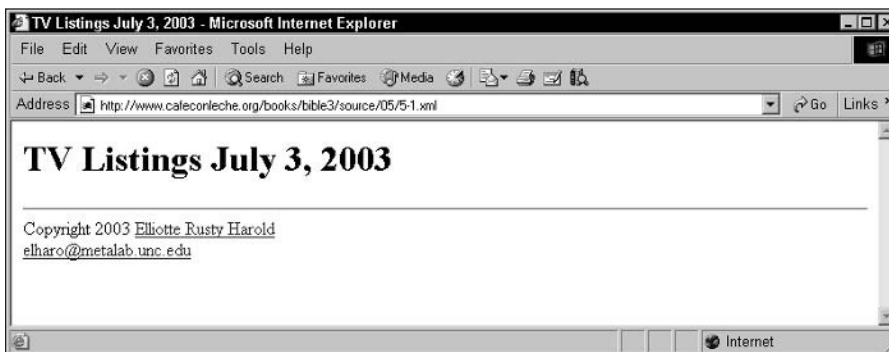 TV Listings July 3, 2003 - Microsoft Internet Explorer
File Edit View Favorites Tools Help
Back Search Favorites Media
Address http://www.cafeconleche.org/books/bible3/source/05/5-1.xml Go Links
TV Listings July 3, 2003
Copyright 2003 Elliotte Rusty Harold
elharo@metalab.unc.edu
Internet